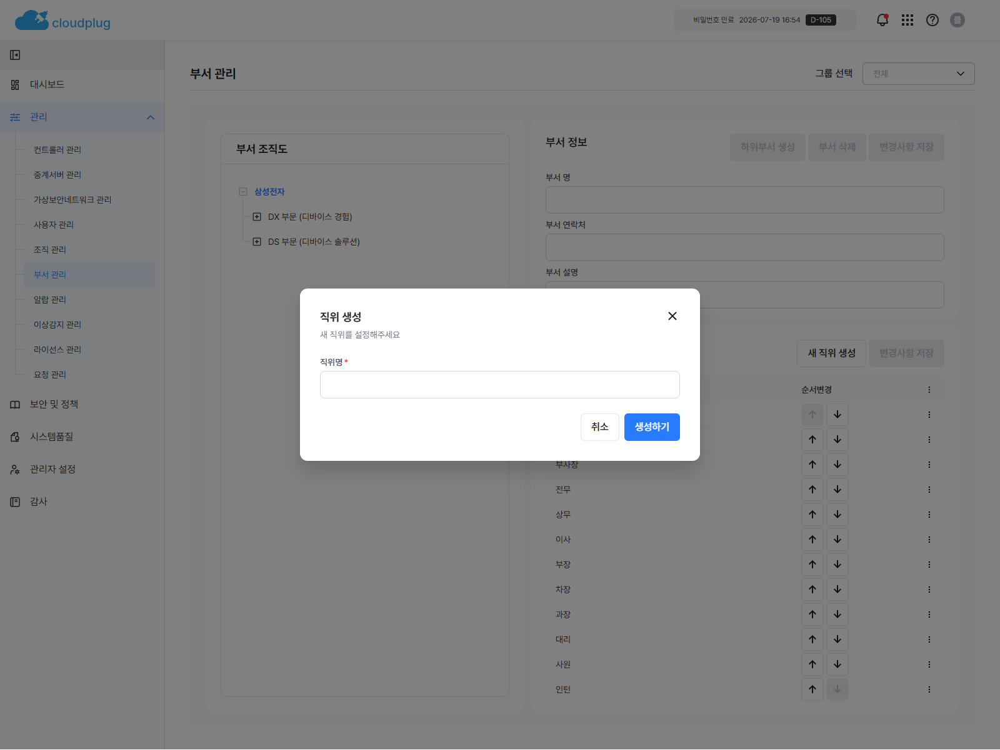 cloudplug
비밀번호 만료 2026-07-19 16:54 D-105
플
대시보드
관리
컨트롤러 관리
중계서버 관리
가상보안네트워크 관리
사용자 관리
조직 관리
부서 관리
알람 관리
이상감지 관리
라이선스 관리
요청 관리
보안 및 정책
시스템품질
관리자 설정
감사
부서 관리
그룹 선택 전체
부서 조직도
삼성전자
DX 부문 (디바이스 경험)
DS 부문 (디바이스 솔루션)
부서 정보
하위부서 생성 부서 삭제 변경사항 저장
부서 명
부서 연락처
부서 설명
직위 생성
새 직위를 설정해주세요
직위명 *
취소 생성하기
새 직위 생성 변경사항 저장
순서변경
부사장
전무
상무
이사
부장
차장
과장
대리
사원
인턴